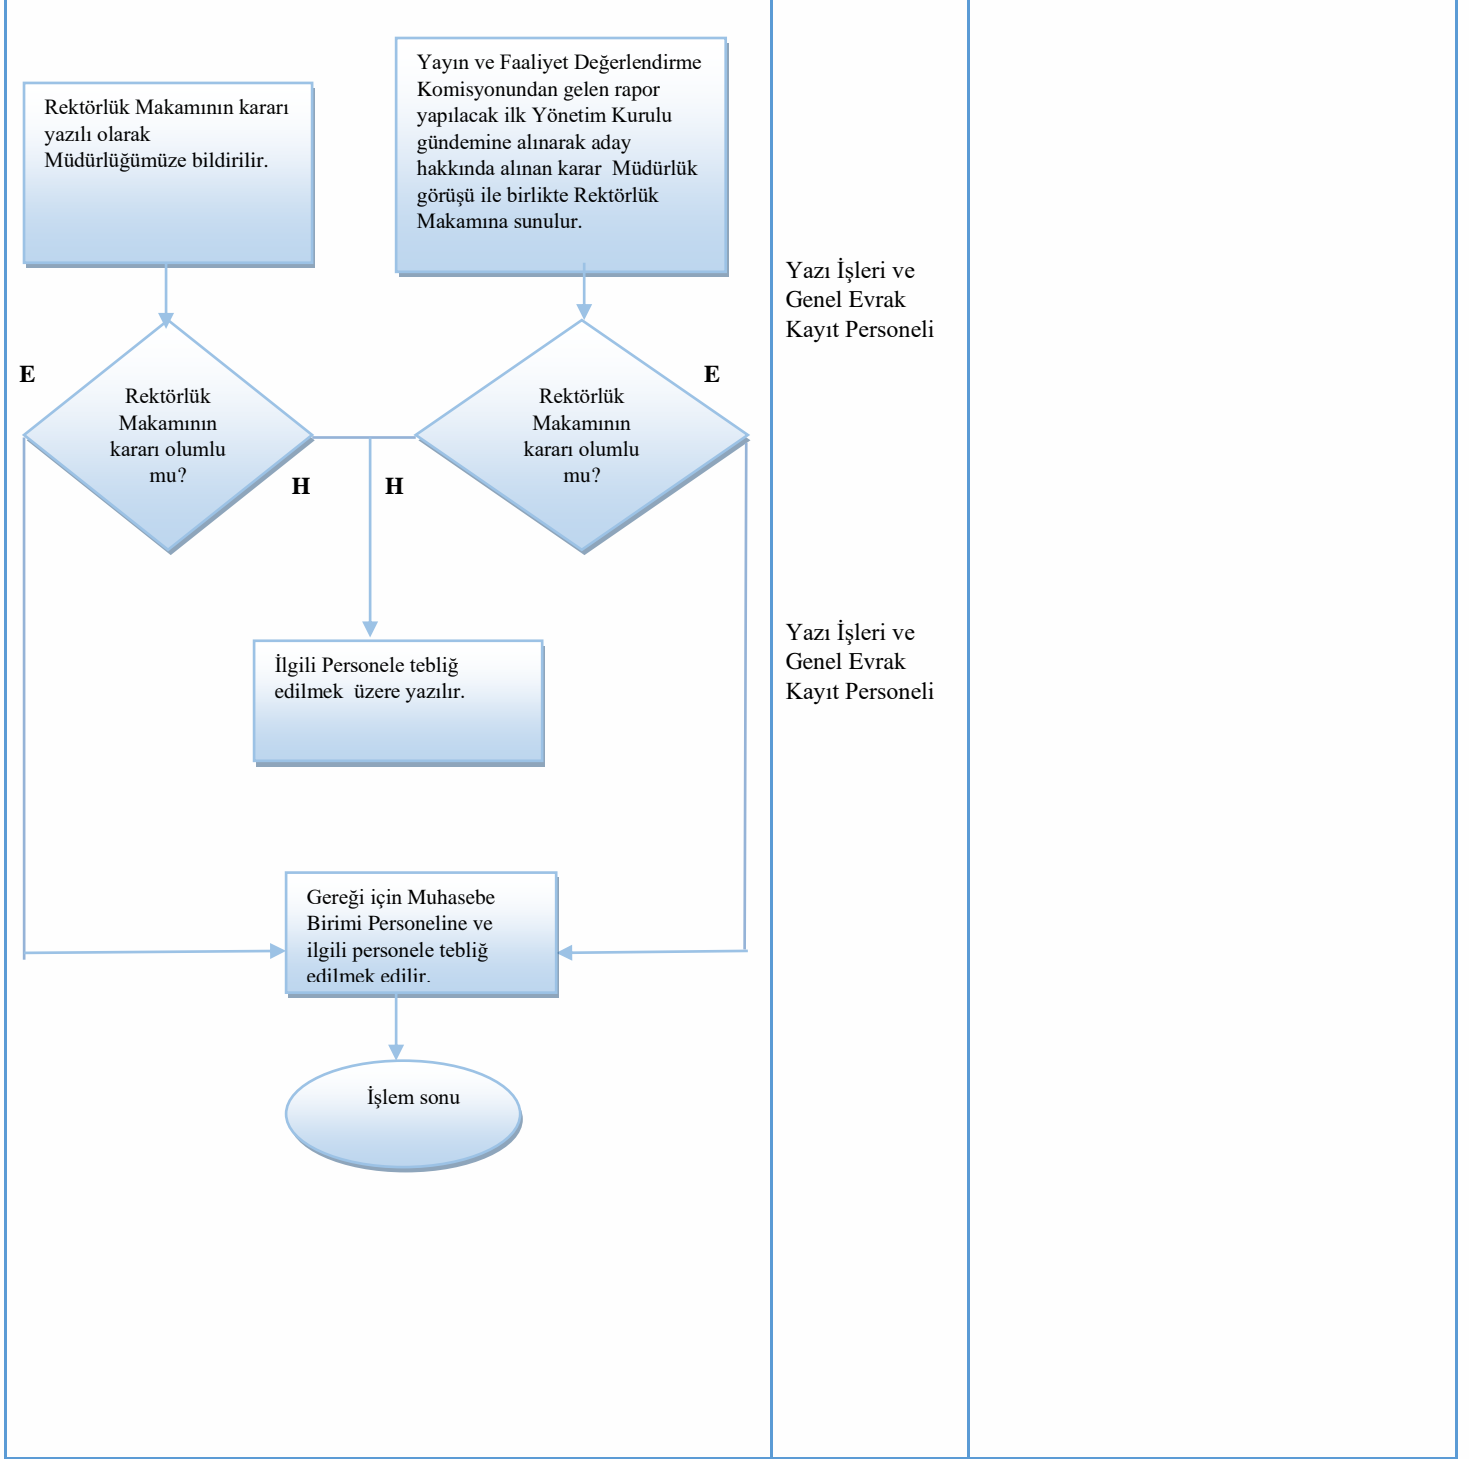 Rektörlük Makamının kararı
yazılı olarak
Müdürlüğümüze bildirilir.
Yayın ve Faaliyet Değerlendirme
Komisyonundan gelen rapor
yapılacak ilk Yönetim Kurulu
gündemine alınarak aday
hakkında alınan karar  Müdürlük
görüşü ile birlikte Rektörlük
Makamına sunulur.
Yazı İşleri ve
Genel Evrak
Kayıt Personeli
E
Rektörlük
Makamının
kararı olumlu
mu?
H
H
E
Rektörlük
Makamının
kararı olumlu
mu?
İlgili Personele tebliğ
edilmek  üzere yazılır.
Yazı İşleri ve
Genel Evrak
Kayıt Personeli
Gereği için Muhasebe
Birimi Personeline ve
ilgili personele tebliğ
edilmek edilir.
İşlem sonu